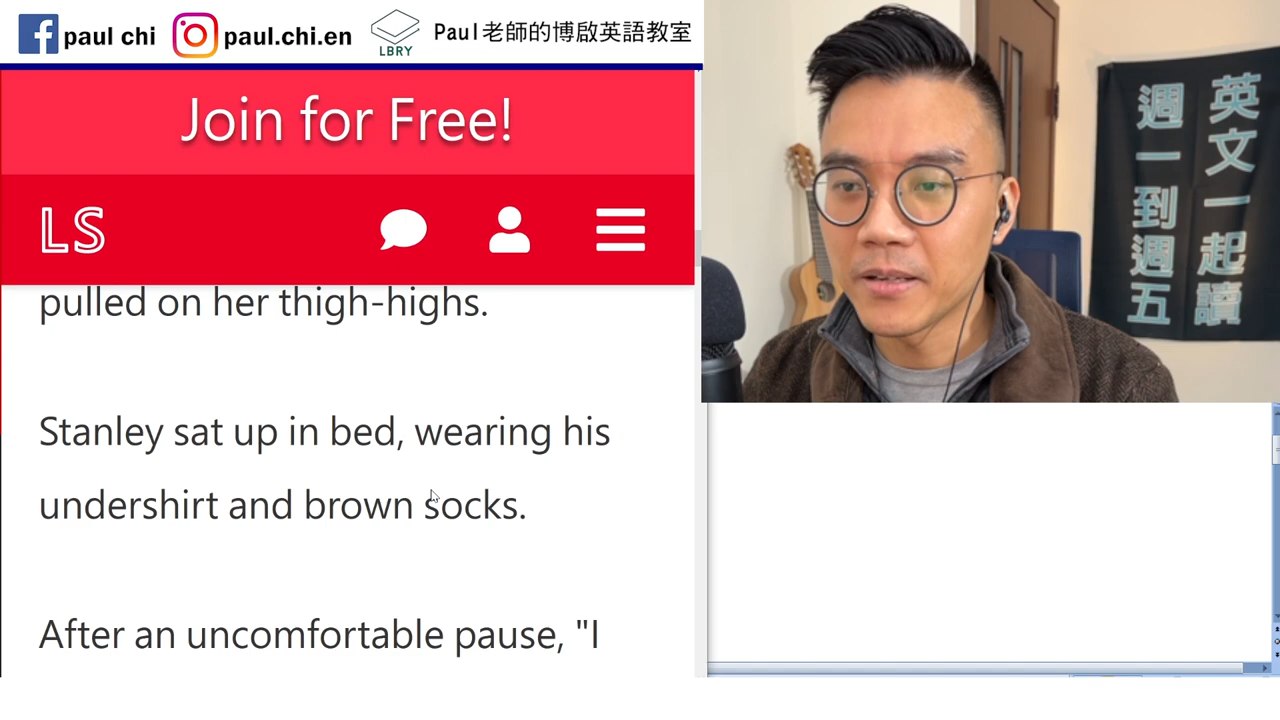 paul chi
paul.chi.en
LBRY
Paul老師的博啟英語教室
Join for Free!
LS
pulled on her thigh-highs.
Stanley sat up in bed, wearing his
undershirt and brown socks.
After an uncomfortable pause, "I
英文一起讀
週一到週五